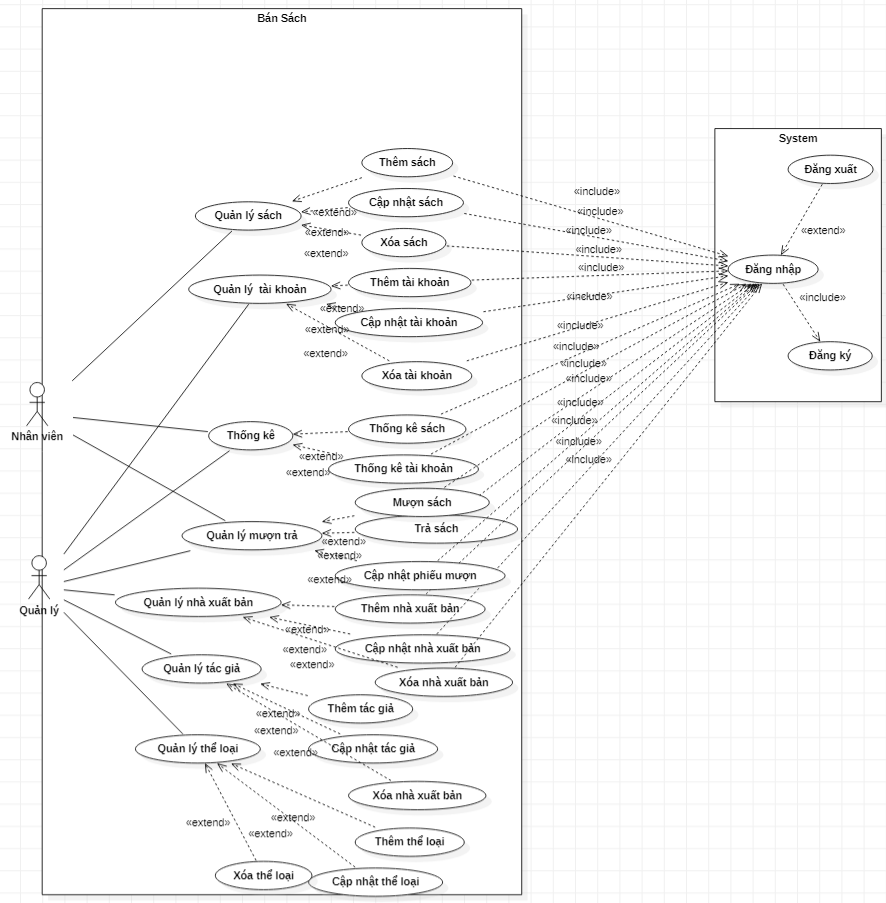 Bán Sách
System
Thêm sách
Đăng xuất
«include»
Cập nhật sách
Quản lý sách
«extend»
«include»
«include»
«extend»
«extend»
Xóa sách
«include»
«extend»
«include»
Đăng nhập
Quản lý  tài khoản
Thêm tài khoản
«include»
«include»
«extend»
Cập nhật tài khoản
«include»
«extend»
«include»
«extend»
Đăng ký
«include»
Xóa tài khoản
«include»
«include»
Nhân viên
Thống kê
Thống kê sách
«include»
«include»
«extend»
«include»
«extend»
Thống kê tài khoản
Mượn sách
Trả sách
Quản lý mượn trả
«extend»
«extend»
«extend»
Cập nhật phiếu mượn
Quản lý
Quản lý nhà xuất bản
Thêm nhà xuất bản
«extend»
«extend»
Cập nhật nhà xuất bản
«extend»
Quản lý tác giả
Xóa nhà xuất bản
«extend»
Thêm tác giả
«extend»
Quản lý thể loại
«extend»
Cập nhật tác giả
Xóa nhà xuất bản
«extend»
«extend»
«extend»
Thêm thể loại
Xóa thể loại
Cập nhật thể loại